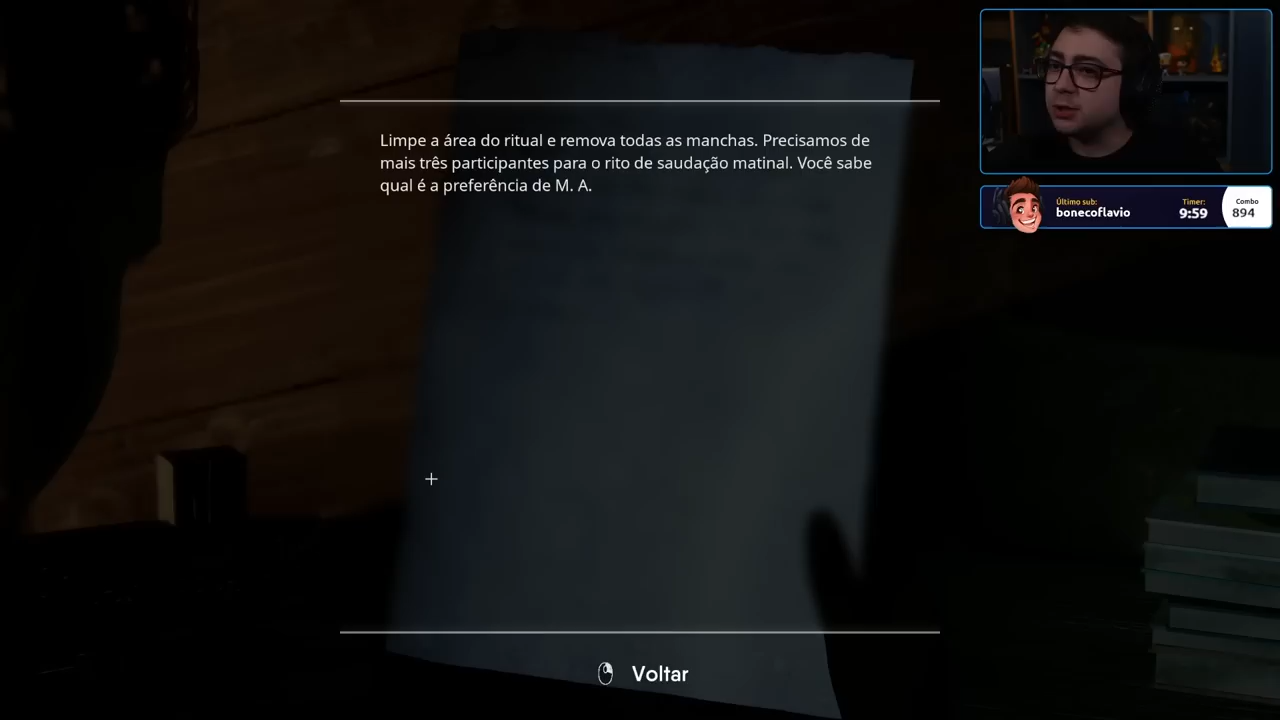 Limpe a área do ritual e remova todas as manchas. Precisamos de
mais três participantes para o rito de saudação matinal. Você sabe
qual é a preferência de M. A.
Último sub:
bonecoflavio
Timer:
9:59
Combo
894
Voltar